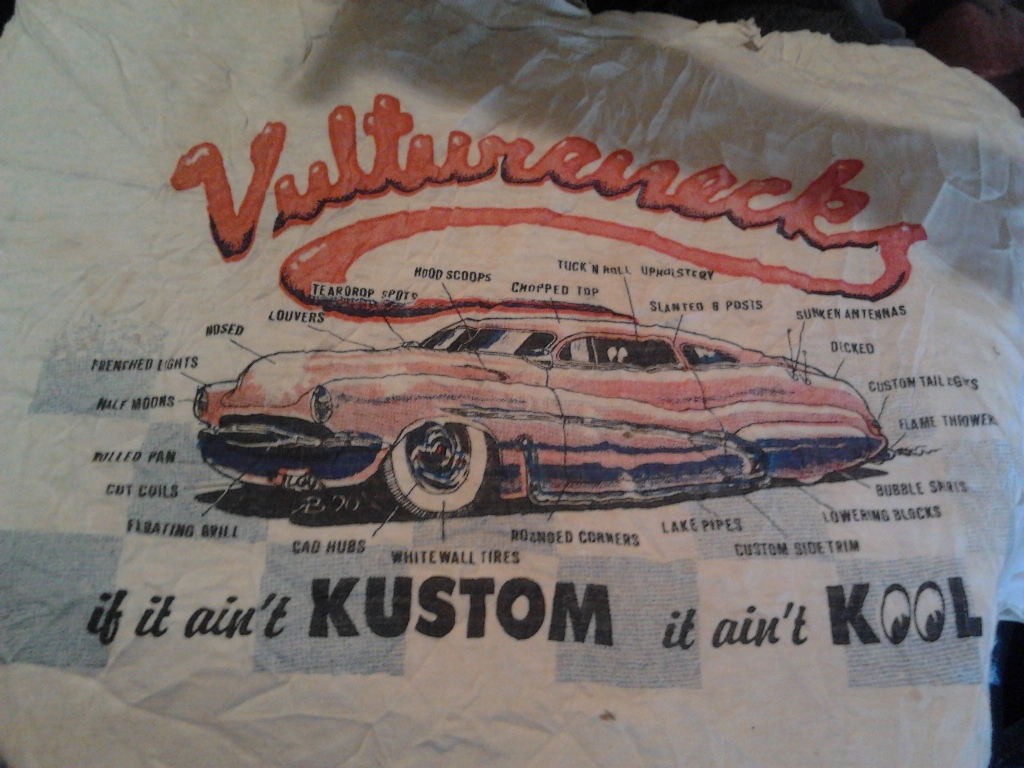 Vultureneck
HOOD SCOOPS
TUCK 'N ROLL UPHOLSTERY
TEARDROP SPOTS
CHOPPED TOP
LOUVERS
SLANTED B POSTS
SUNKEN ANTENNAS
NOSED
DECKED
FRENCHED LIGHTS
CUSTOM TAIL LGTS
HALF MOONS
FLAME THROWER
ROLLED PAN
CUT COILS
BUBBLE SKIRTS
FLOATING GRILL
LOWERING BLOCKS
CAD HUBS
ROUNDED CORNERS
LAKE PIPES
WHITEWALL TIRES
CUSTOM SIDE TRIM
if it ain't KUSTOM it ain't KOOL